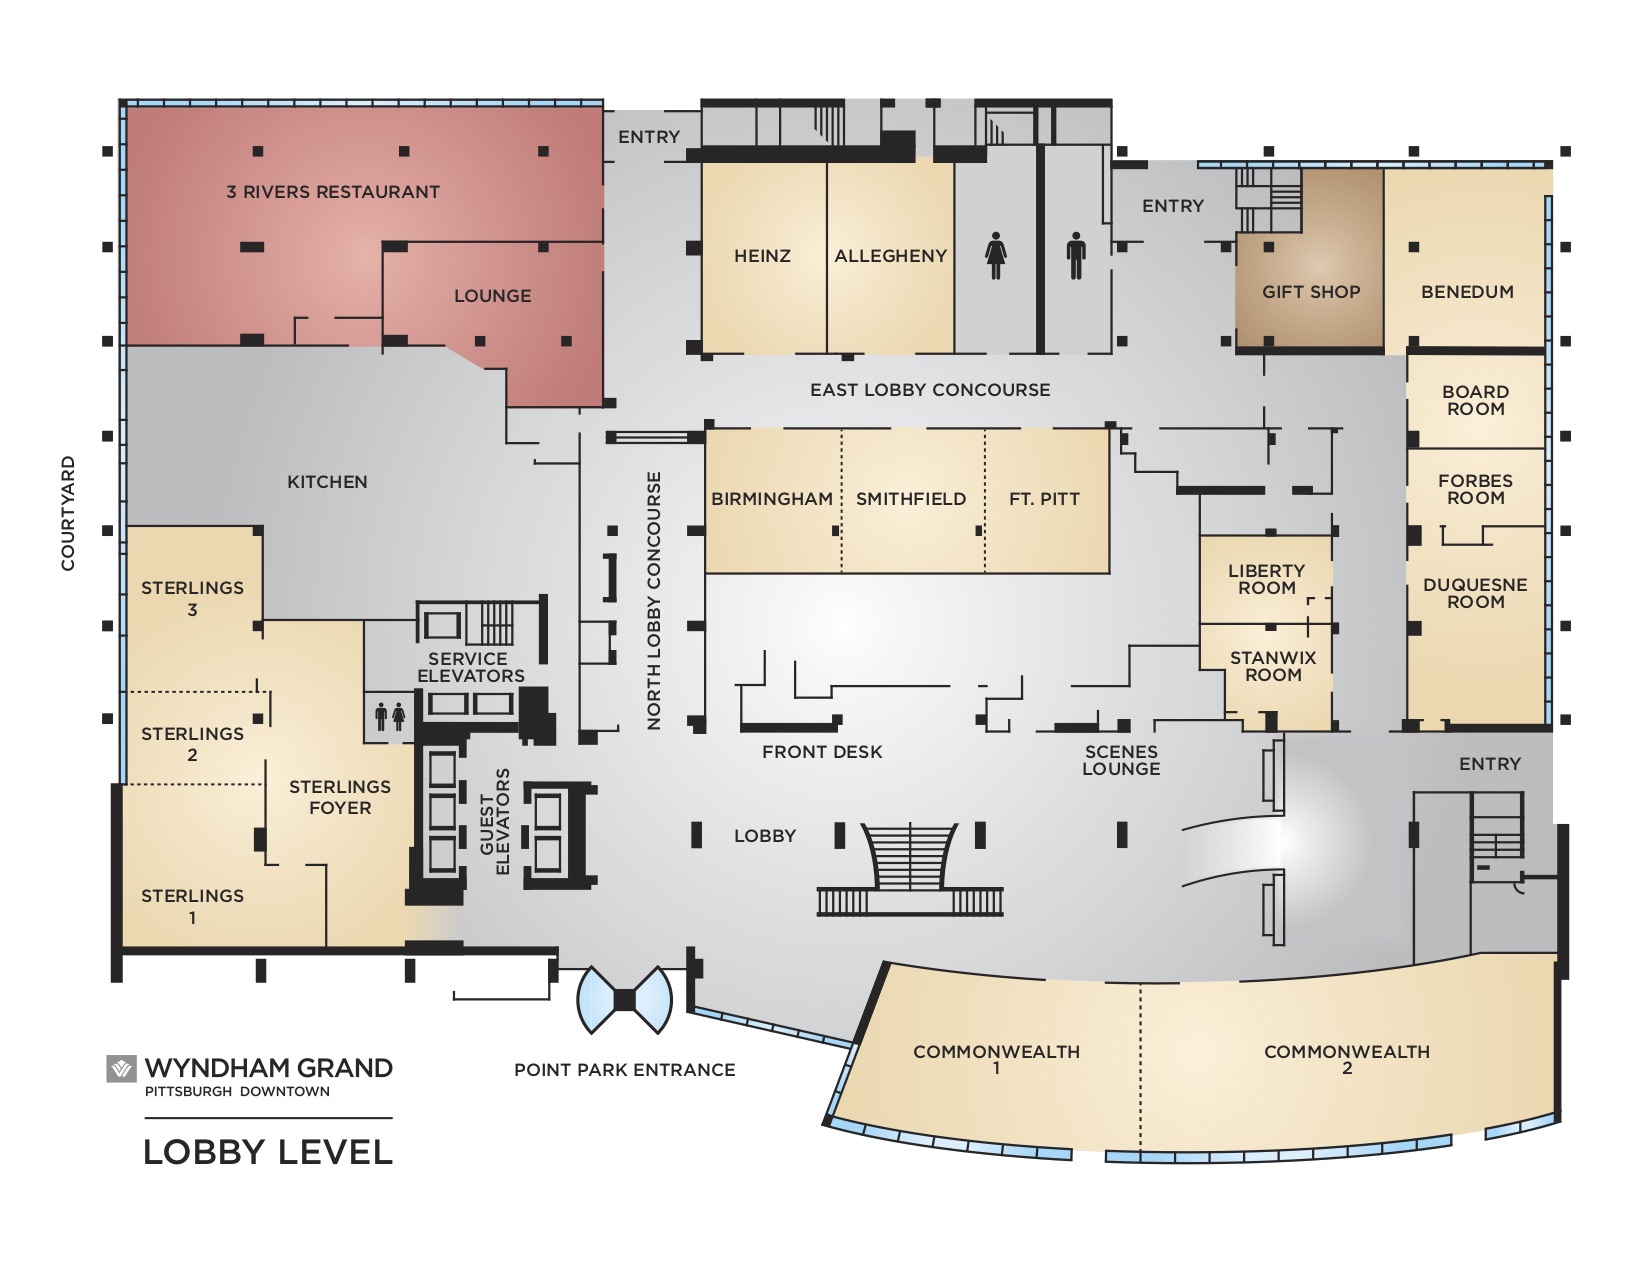 ENTRY
3 RIVERS RESTAURANT
ENTRY
HEINZ
ALLEGHENY
LOUNGE
GIFT SHOP
BENEDUM
EAST LOBBY CONCOURSE
BOARD
ROOM
COURTYARD
KITCHEN
NORTH LOBBY CONCOURSE
BIRMINGHAM
SMITHFIELD
FT. PITT
FORBES
ROOM
STERLINGS
3
LIBERTY
ROOM
DUQUESNE
ROOM
SERVICE
ELEVATORS
STANWIX
ROOM
STERLINGS
2
FRONT DESK
SCENES
LOUNGE
ENTRY
STERLINGS
FOYER
GUEST
ELEVATORS
LOBBY
STERLINGS
1
COMMONWEALTH
1
COMMONWEALTH
2
POINT PARK ENTRANCE
WYNDHAM GRAND
PITTSBURGH DOWNTOWN
LOBBY LEVEL